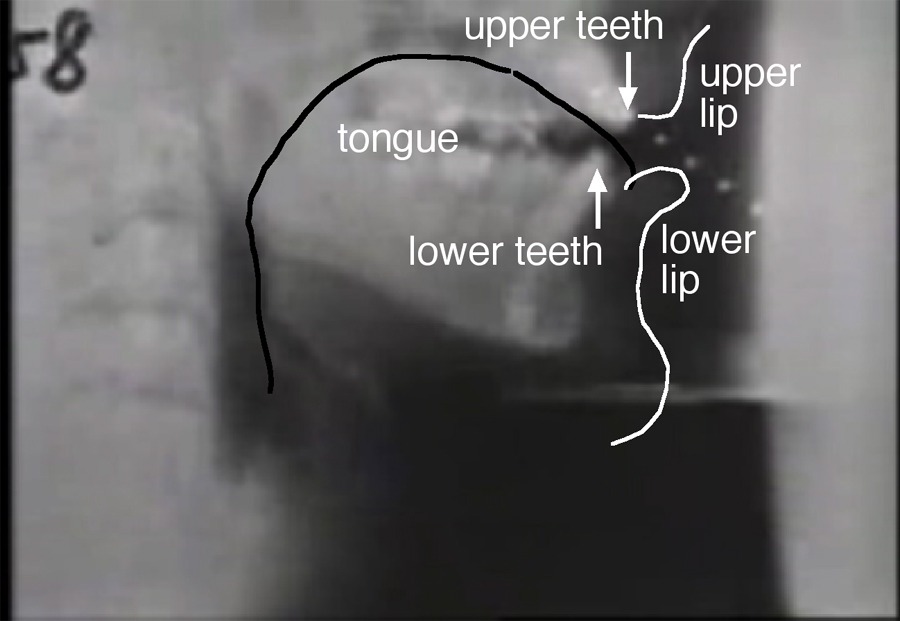 58
upper teeth
upper
lip
tongue
lower teeth
lower
lip